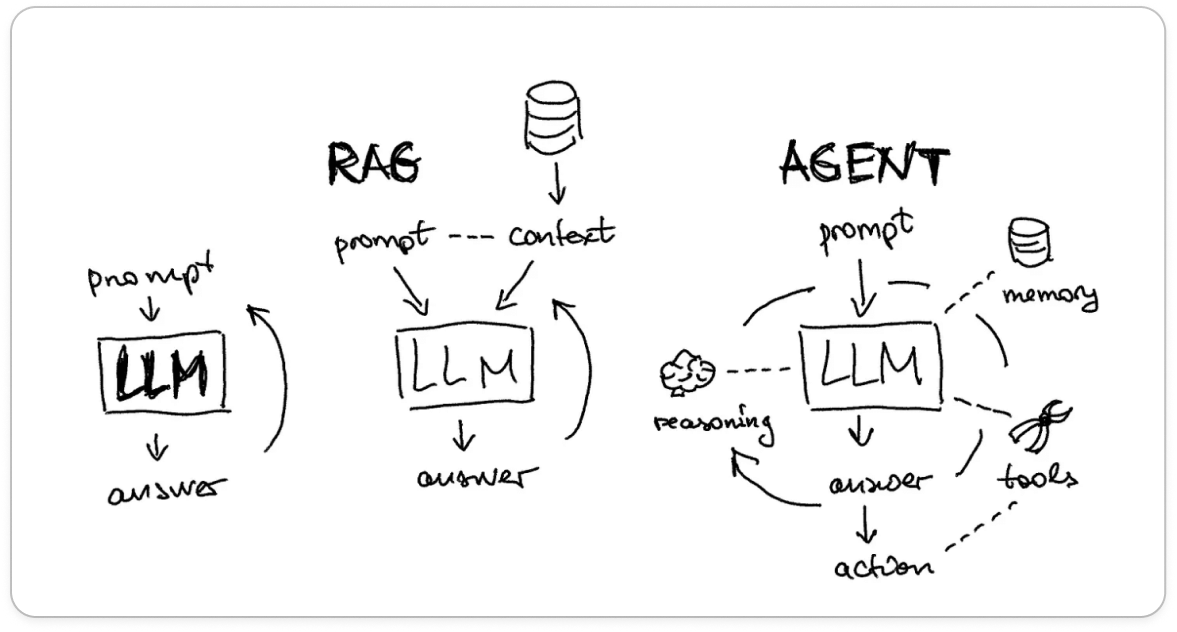 prompt
LLM
answer
RAG
prompt --- context
LLM
answer
AGENT
prompt
memory
LLM
reasoning
answer
tools
action